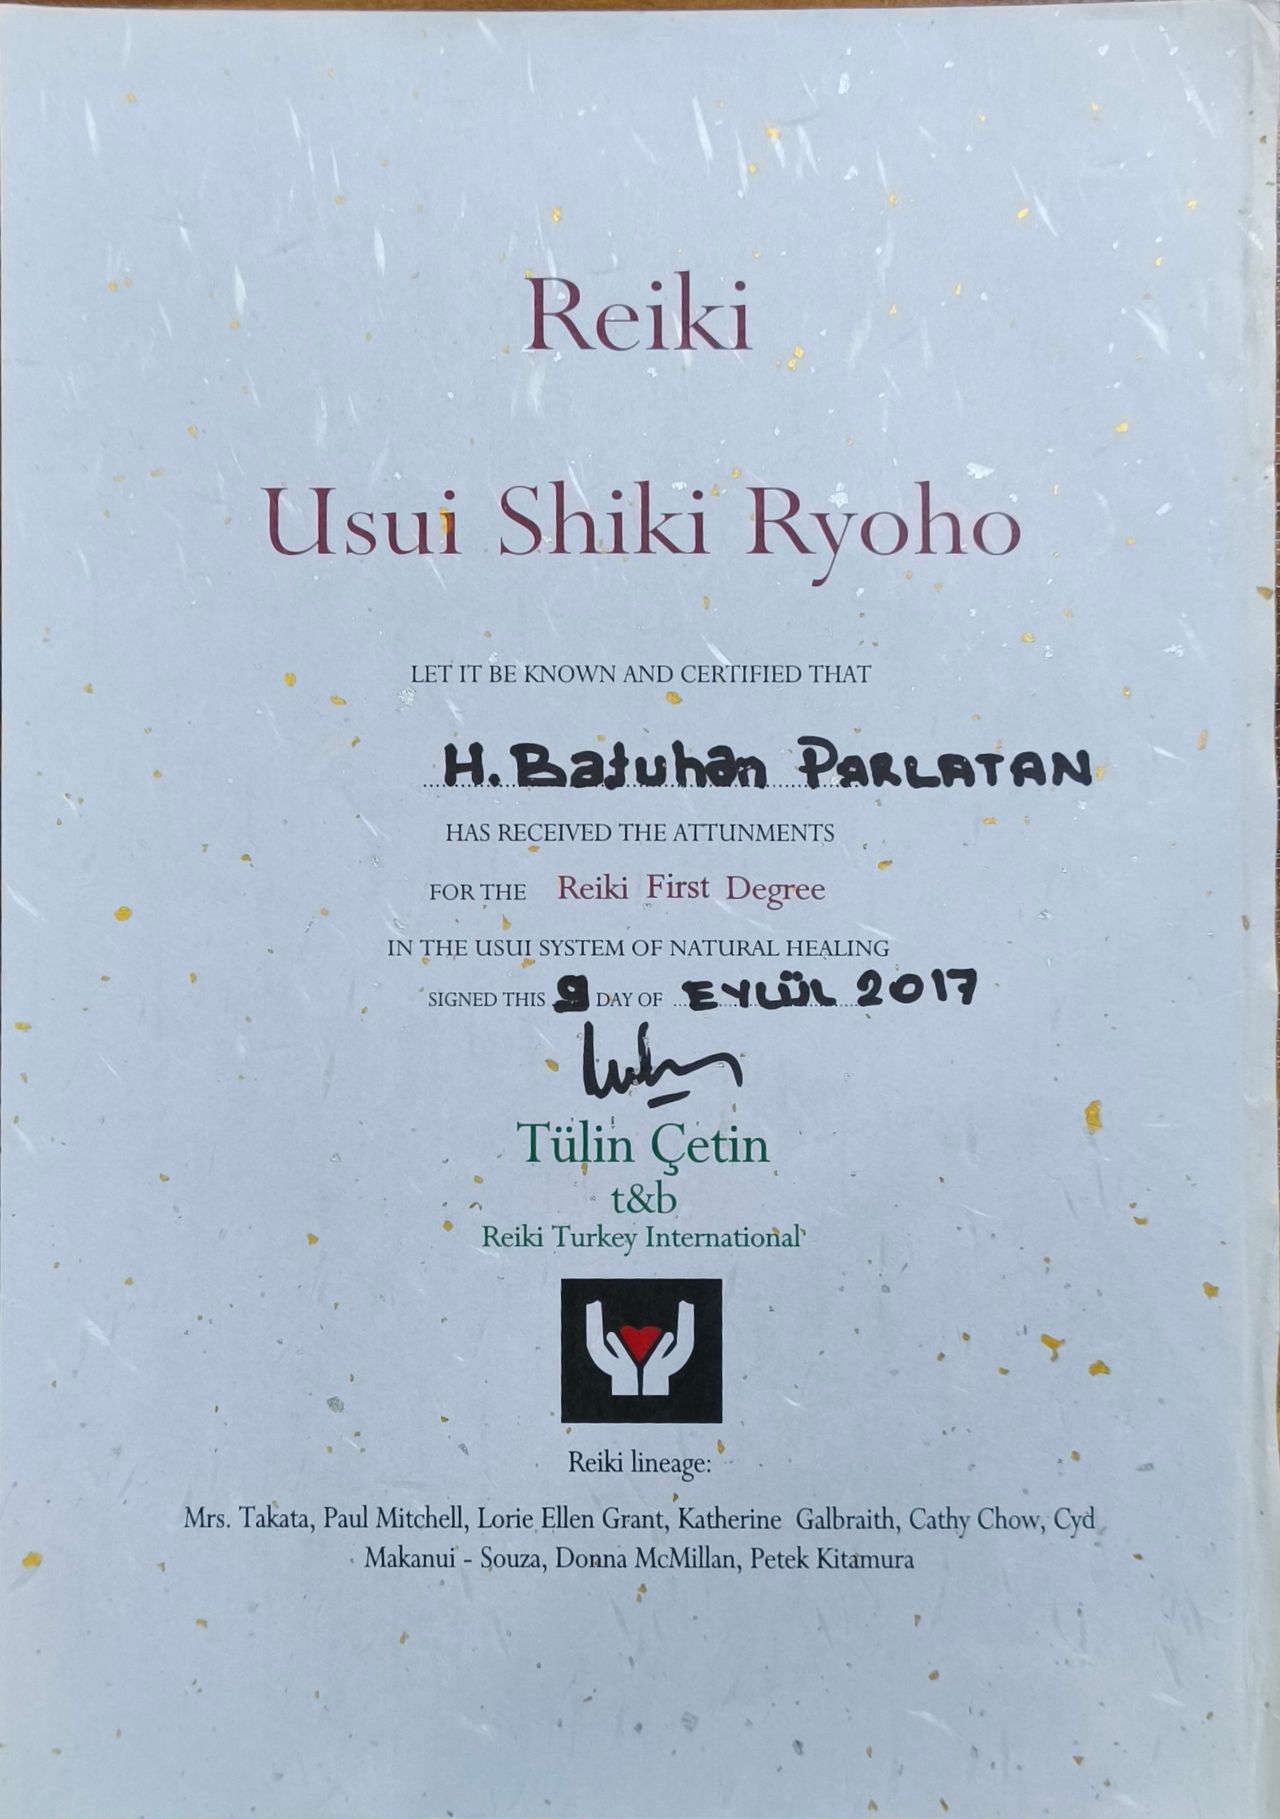 Reiki
Usui Shiki Ryoho
LET IT BE KNOWN AND CERTIFIED THAT
H. Batuhan PARLATAN
HAS RECEIVED THE ATTUNMENTS
FOR THE Reiki First Degree
IN THE USUI SYSTEM OF NATURAL HEALING
SIGNED THIS 9 DAY OF EYLÜL 2017
Tülin Çetin
t&b
Reiki Turkey International
Reiki lineage:
Mrs. Takata, Paul Mitchell, Lorie Ellen Grant, Katherine Galbraith, Cathy Chow, Cyd
Makanui - Souza, Donna McMillan, Petek Kitamura